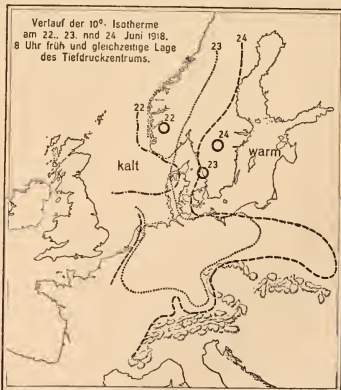 Verlauf der 10º- Isotherme
am 22., 23. nnd 24 Juni 1918.
8 Uhr früh und gleichzeitige Lage
des Tiefdruckzentrums.
23
24
22
22
24
kalt
warm
23